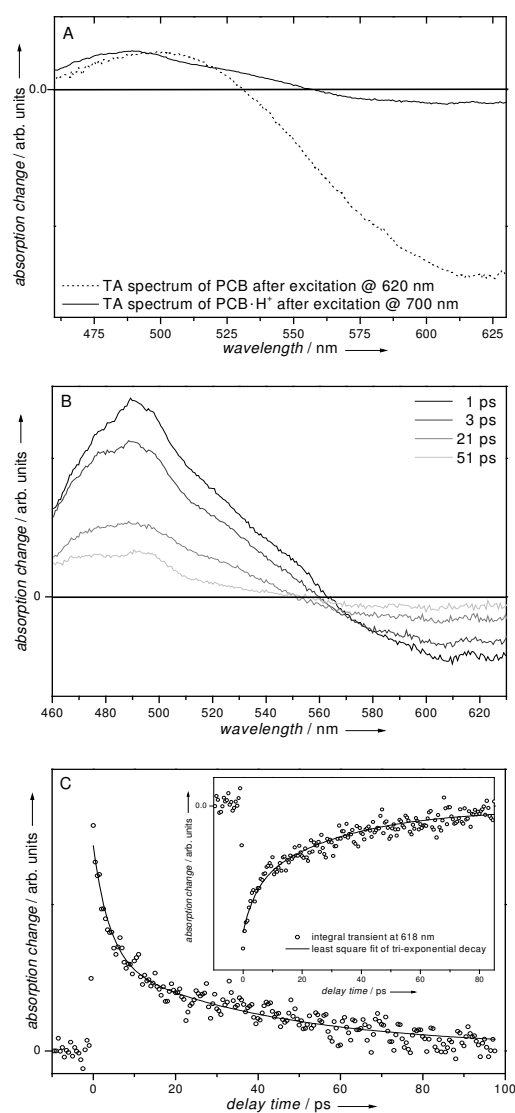 A
absorption change / arb. units
0.0
TA spectrum of PCB after excitation @ 620 nm
TA spectrum of PCB·H⁺ after excitation @ 700 nm
475 500 525 550 575 600 625
wavelength / nm
B
1 ps
3 ps
21 ps
51 ps
absorption change / arb. units
0
460 480 500 520 540 560 580 600 620
wavelength / nm
C
absorption change / arb. units
0.0
integral transient at 618 nm
least square fit of tri-exponential decay
0 20 40 60 80
delay time / ps
absorption change / arb. units
0
0 20 40 60 80 100
delay time / ps